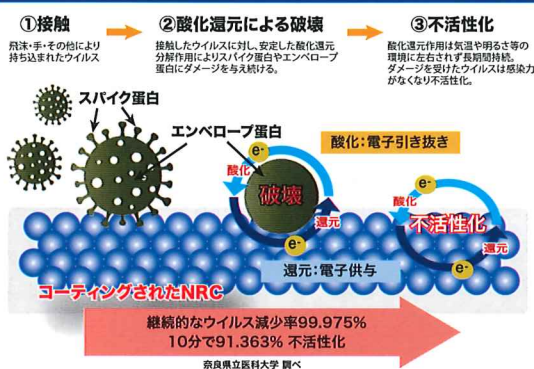 ①接触
②酸化還元による破壊
③不活性化
飛沫・手・その他により
持ち込まれたウイルス
接触したウイルスに対し、安定した酸化還元
分解作用によりスパイク蛋白やエンベロープ
蛋白にダメージを与え続ける。
酸化還元作用は気温や明るさ等の
環境に左右されず長期間持続。
ダメージを受けたウイルスは感染力
がなくなり不活性化。
スパイク蛋白
エンベロープ蛋白
酸化:電子引き抜き
e-
酸化
破壊
還元
e-
e-
酸化
不活性化
還元
e-
還元:電子供与
コーティングされたNRC
継続的なウイルス減少率99.975%
10分で91.363% 不活性化
奈良県立医科大学 調べ